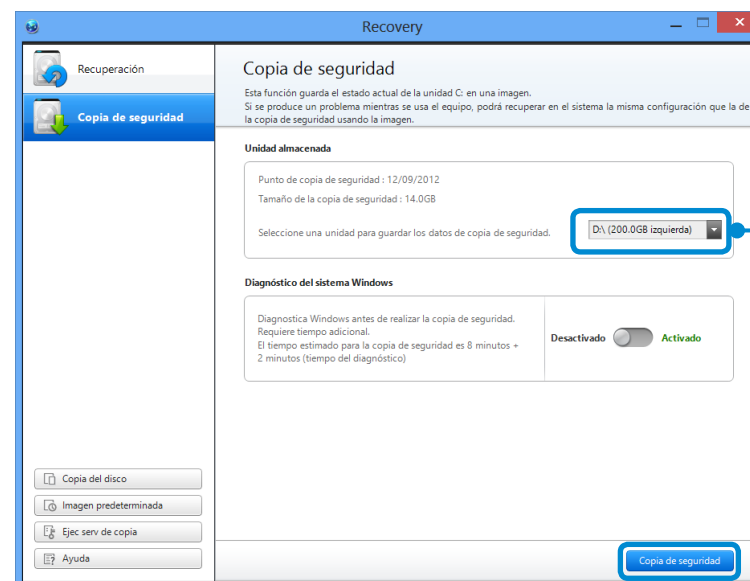 Recovery
Recuperación
Copia de seguridad
Copia de seguridad
Esta función guarda el estado actual de la unidad C: en una imagen.
Si se produce un problema mientras se usa el equipo, podrá recuperar en el sistema la misma configuración que la de
la copia de seguridad usando la imagen.
Unidad almacenada
Punto de copia de seguridad : 12/09/2012
Tamaño de la copia de seguridad : 14.0GB
Seleccione una unidad para guardar los datos de copia de seguridad.
D:\ (200.0GB izquierda)
Diagnóstico del sistema Windows
Diagnostica Windows antes de realizar la copia de seguridad.
Requiere tiempo adicional.
El tiempo estimado para la copia de seguridad es 8 minutos +
2 minutos (tiempo del diagnóstico)
Desactivado Activado
Copia del disco
Imagen predeterminada
Ejec serv de copia
Ayuda
Copia de seguridad